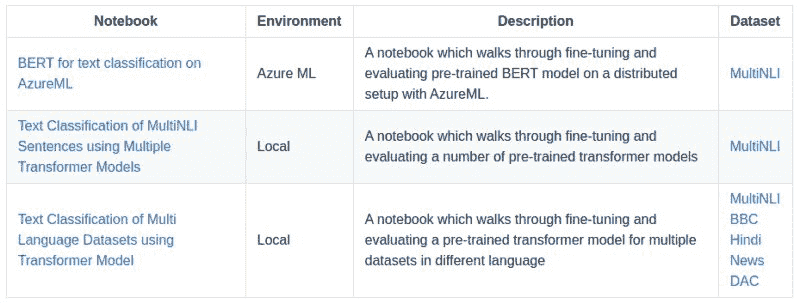 Notebook Environment Description Dataset
BERT for text classification on
AzureML
Azure ML
A notebook which walks through fine-tuning and
evaluating pre-trained BERT model on a distributed
setup with AzureML.
MultiNLI
Text Classification of MultiNLI
Sentences using Multiple
Transformer Models
Local
A notebook which walks through fine-tuning and
evaluating a number of pre-trained transformer models
MultiNLI
Text Classification of Multi
Language Datasets using
Transformer Model
Local
A notebook which walks through fine-tuning and
evaluating a pre-trained transformer model for multiple
datasets in different language
MultiNLI
BBC
Hindi
News
DAC